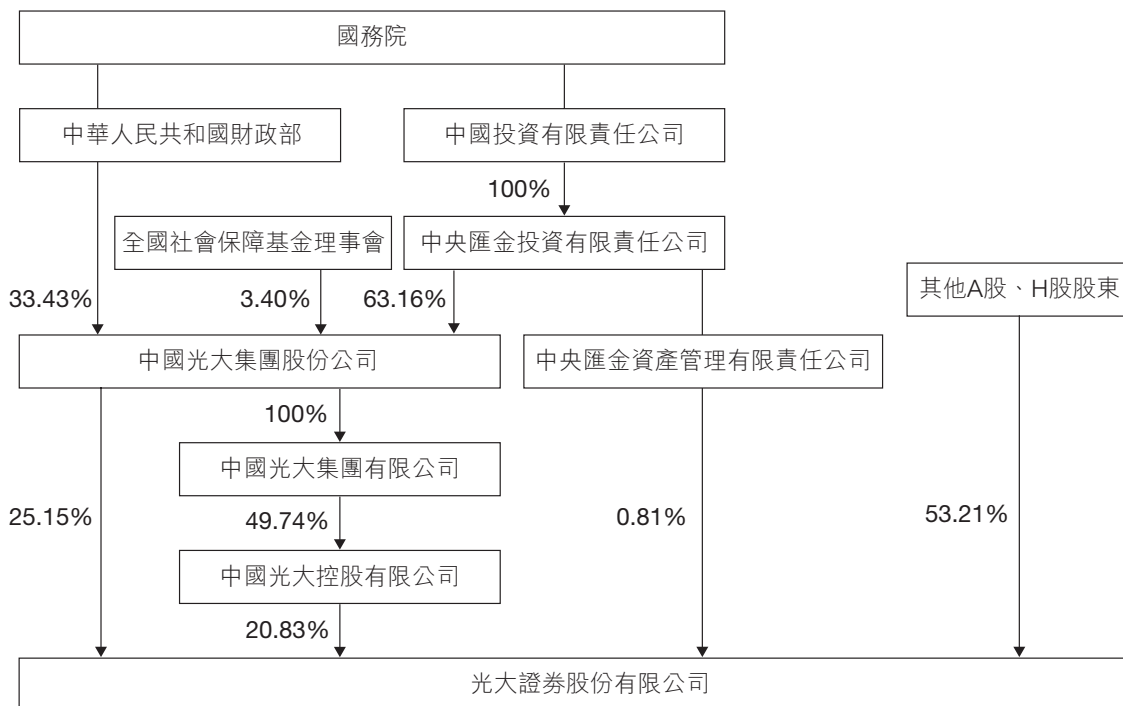 國務院
中華人民共和國財政部
中國投資有限責任公司
100%
全國社會保障基金理事會
中央匯金投資有限責任公司
其他A股、H股股東
33.43%
3.40%
63.16%
中國光大集團股份公司
中央匯金資產管理有限責任公司
100%
中國光大集團有限公司
25.15%
49.74%
0.81%
53.21%
中國光大控股有限公司
20.83%
光大證券股份有限公司